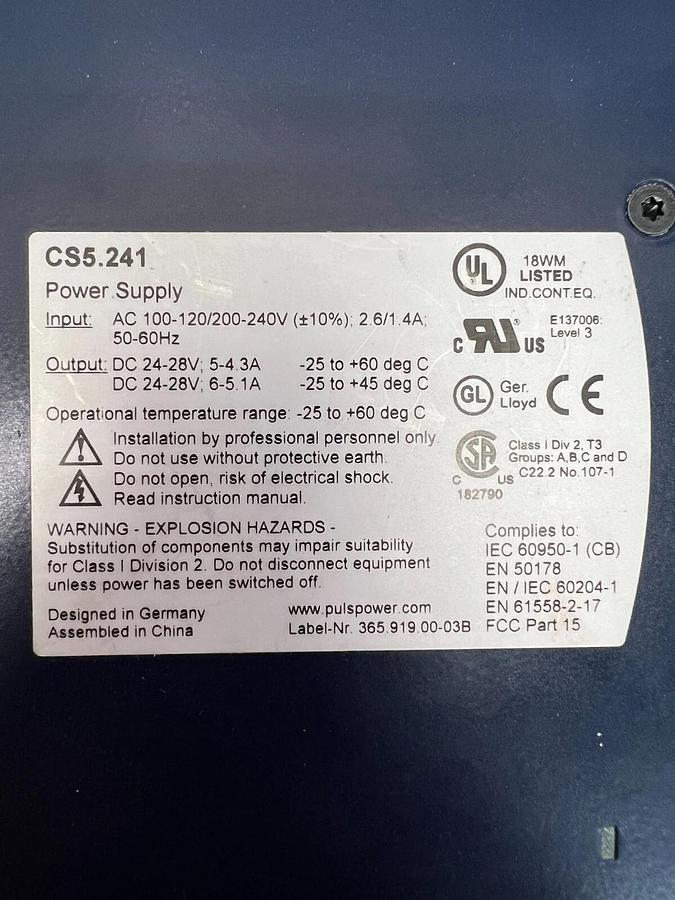 CS5.241
Power Supply
Input: AC 100-120/200-240V (±10%); 2.6/1.4A;
50-60Hz
Output: DC 24-28V; 5-4.3A -25 to +60 deg C
DC 24-28V; 6-5.1A -25 to +45 deg C
Operational temperature range: -25 to +60 deg C
Installation by professional personnel only.
Do not use without protective earth.
Do not open, risk of electrical shock.
Read instruction manual.
WARNING - EXPLOSION HAZARDS -
Substitution of components may impair suitability
for Class I Division 2. Do not disconnect equipment
unless power has been switched off.
Designed in Germany
Assembled in China
www.pulspower.com
Label-Nr. 365.919.00-03B
UL
18WM
LISTED
IND.CONT.EQ.
c RU ® US
E137006:
Level 3
GL
Ger.
Lloyd
CE
SA
C US
182790
Class I Div 2, T3
Groups: A,B,C and D
C22.2 No.107-1
Complies to:
IEC 60950-1 (CB)
EN 50178
EN / IEC 60204-1
EN 61558-2-17
FCC Part 15